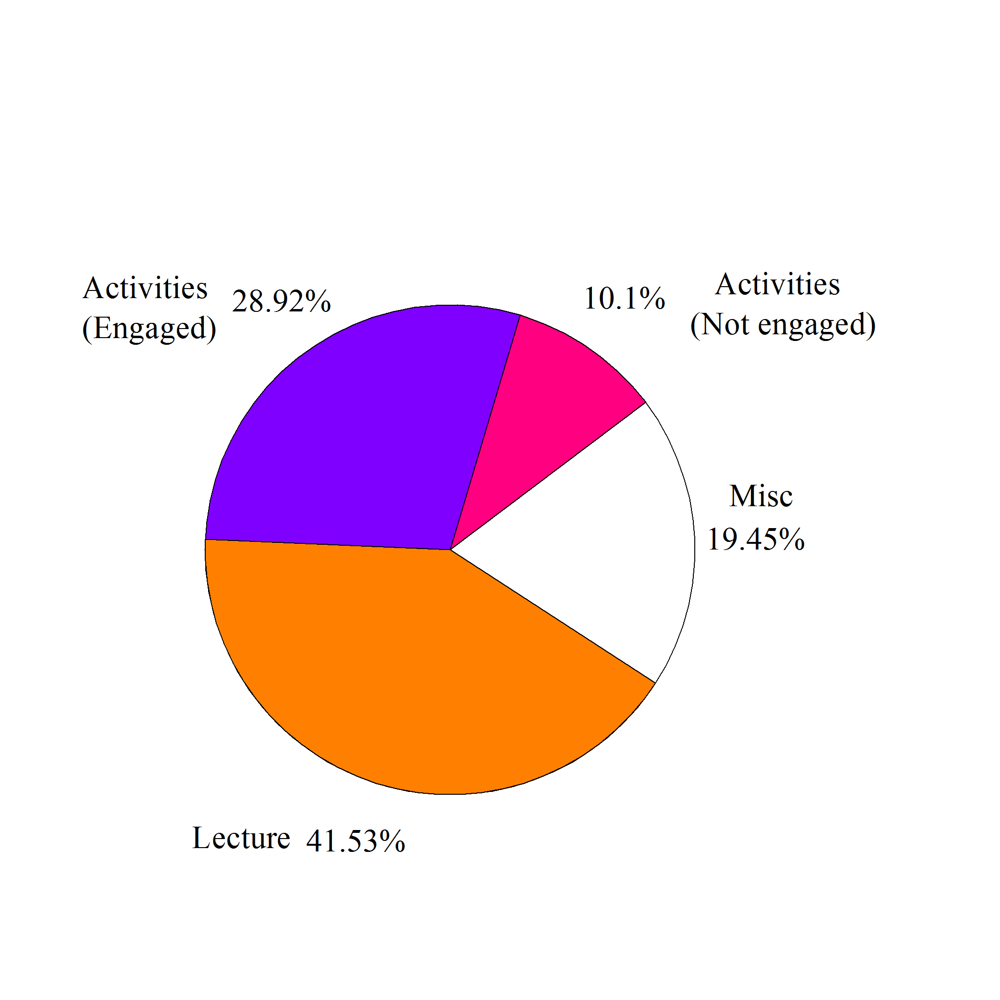 Activities
(Engaged)
28.92%
10.1%
Activities
(Not engaged)
Misc
19.45%
Lecture 41.53%